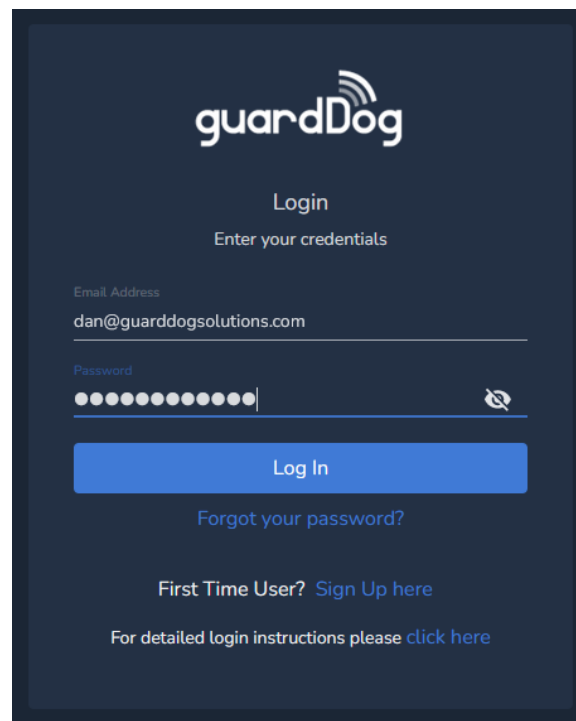 guardDog
Login
Enter your credentials
Email Address
dan@guarddogsolutions.com
Password
●●●●●●●●●●●●
Log In
Forgot your password?
First Time User? Sign Up here
For detailed login instructions please click here